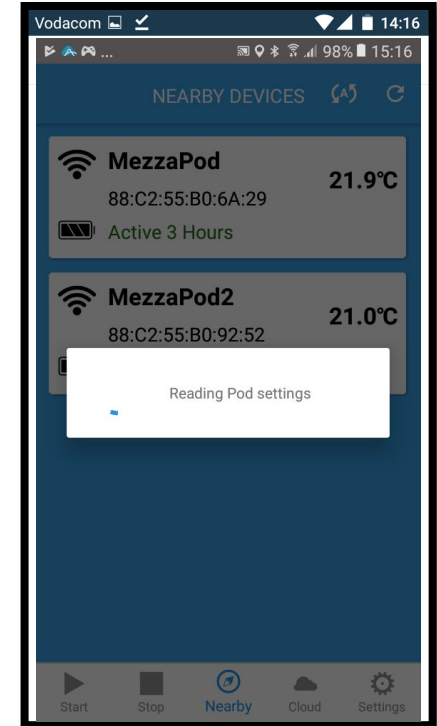 Vodacom 14:16
... 98% 15:16
NEARBY DEVICES A
MezzaPod
21.9°C
88:C2:55:B0:6A:29
Active 3 Hours
MezzaPod2
21.0°C
88:C2:55:B0:92:52
Reading Pod settings
Start Stop Nearby Cloud Settings